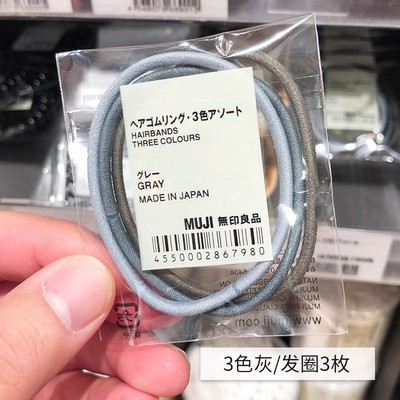 ヘアゴムリング・3色アソート
HAIRBANDS
THREE COLOURS
グレー
GRAY
MADE IN JAPAN
MUJI 無印良品
4550002867980
3色灰/发圈3枚